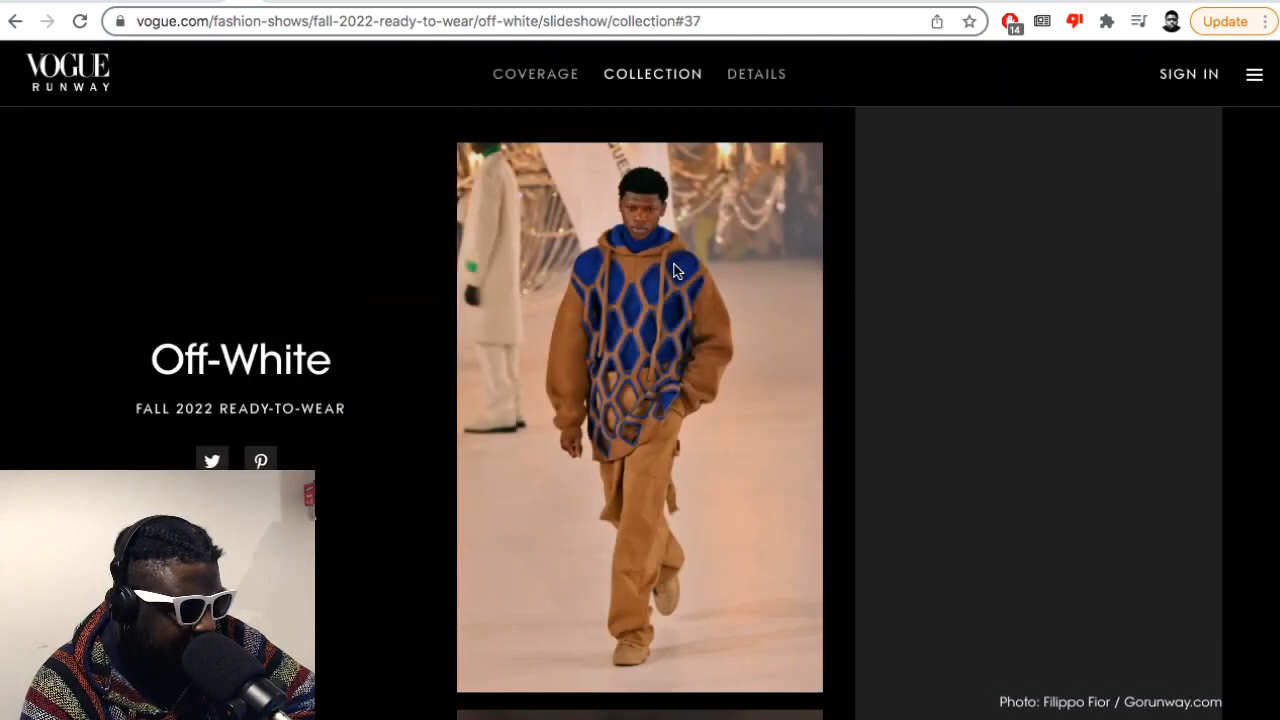 vogue.com/fashion-shows/fall-2022-ready-to-wear/off-white/slideshow/collection#37
14
Update
VOGUE
RUNWAY
COVERAGE
COLLECTION
DETAILS
SIGN IN
Off-White
FALL 2022 READY-TO-WEAR
Photo: Filippo Fior / Gorunway.com